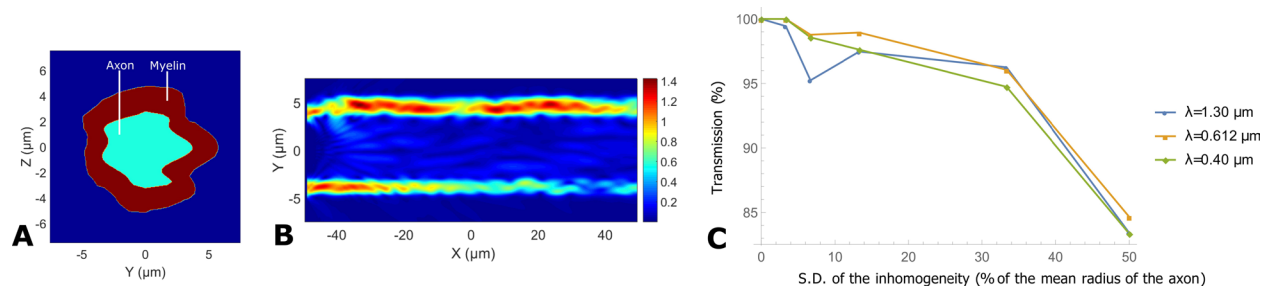 A
Axon
Myelin
Z (μm)
6
4
2
0
-2
-4
-6
-5
0
5
Y (μm)
B
Y (μm)
5
0
-5
-40
-20
0
20
40
X (μm)
1.4
1.2
1
0.8
0.6
0.4
0.2
C
Transmission (%)
100
95
90
85
0
10
20
30
40
50
S.D. of the inhomogeneity (% of the mean radius of the axon)
λ=1.30 μm
λ=0.612 μm
λ=0.40 μm